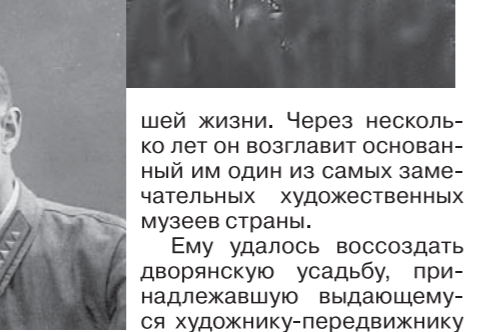 шей жизни. Через несколь-
ко лет он возглавит основан-
ный им один из самых заме-
чательных художественных
музеев страны.
Ему удалось воссоздать
дворянскую усадьбу, при-
надлежавшую выдающему-
ся художнику-передвижнику